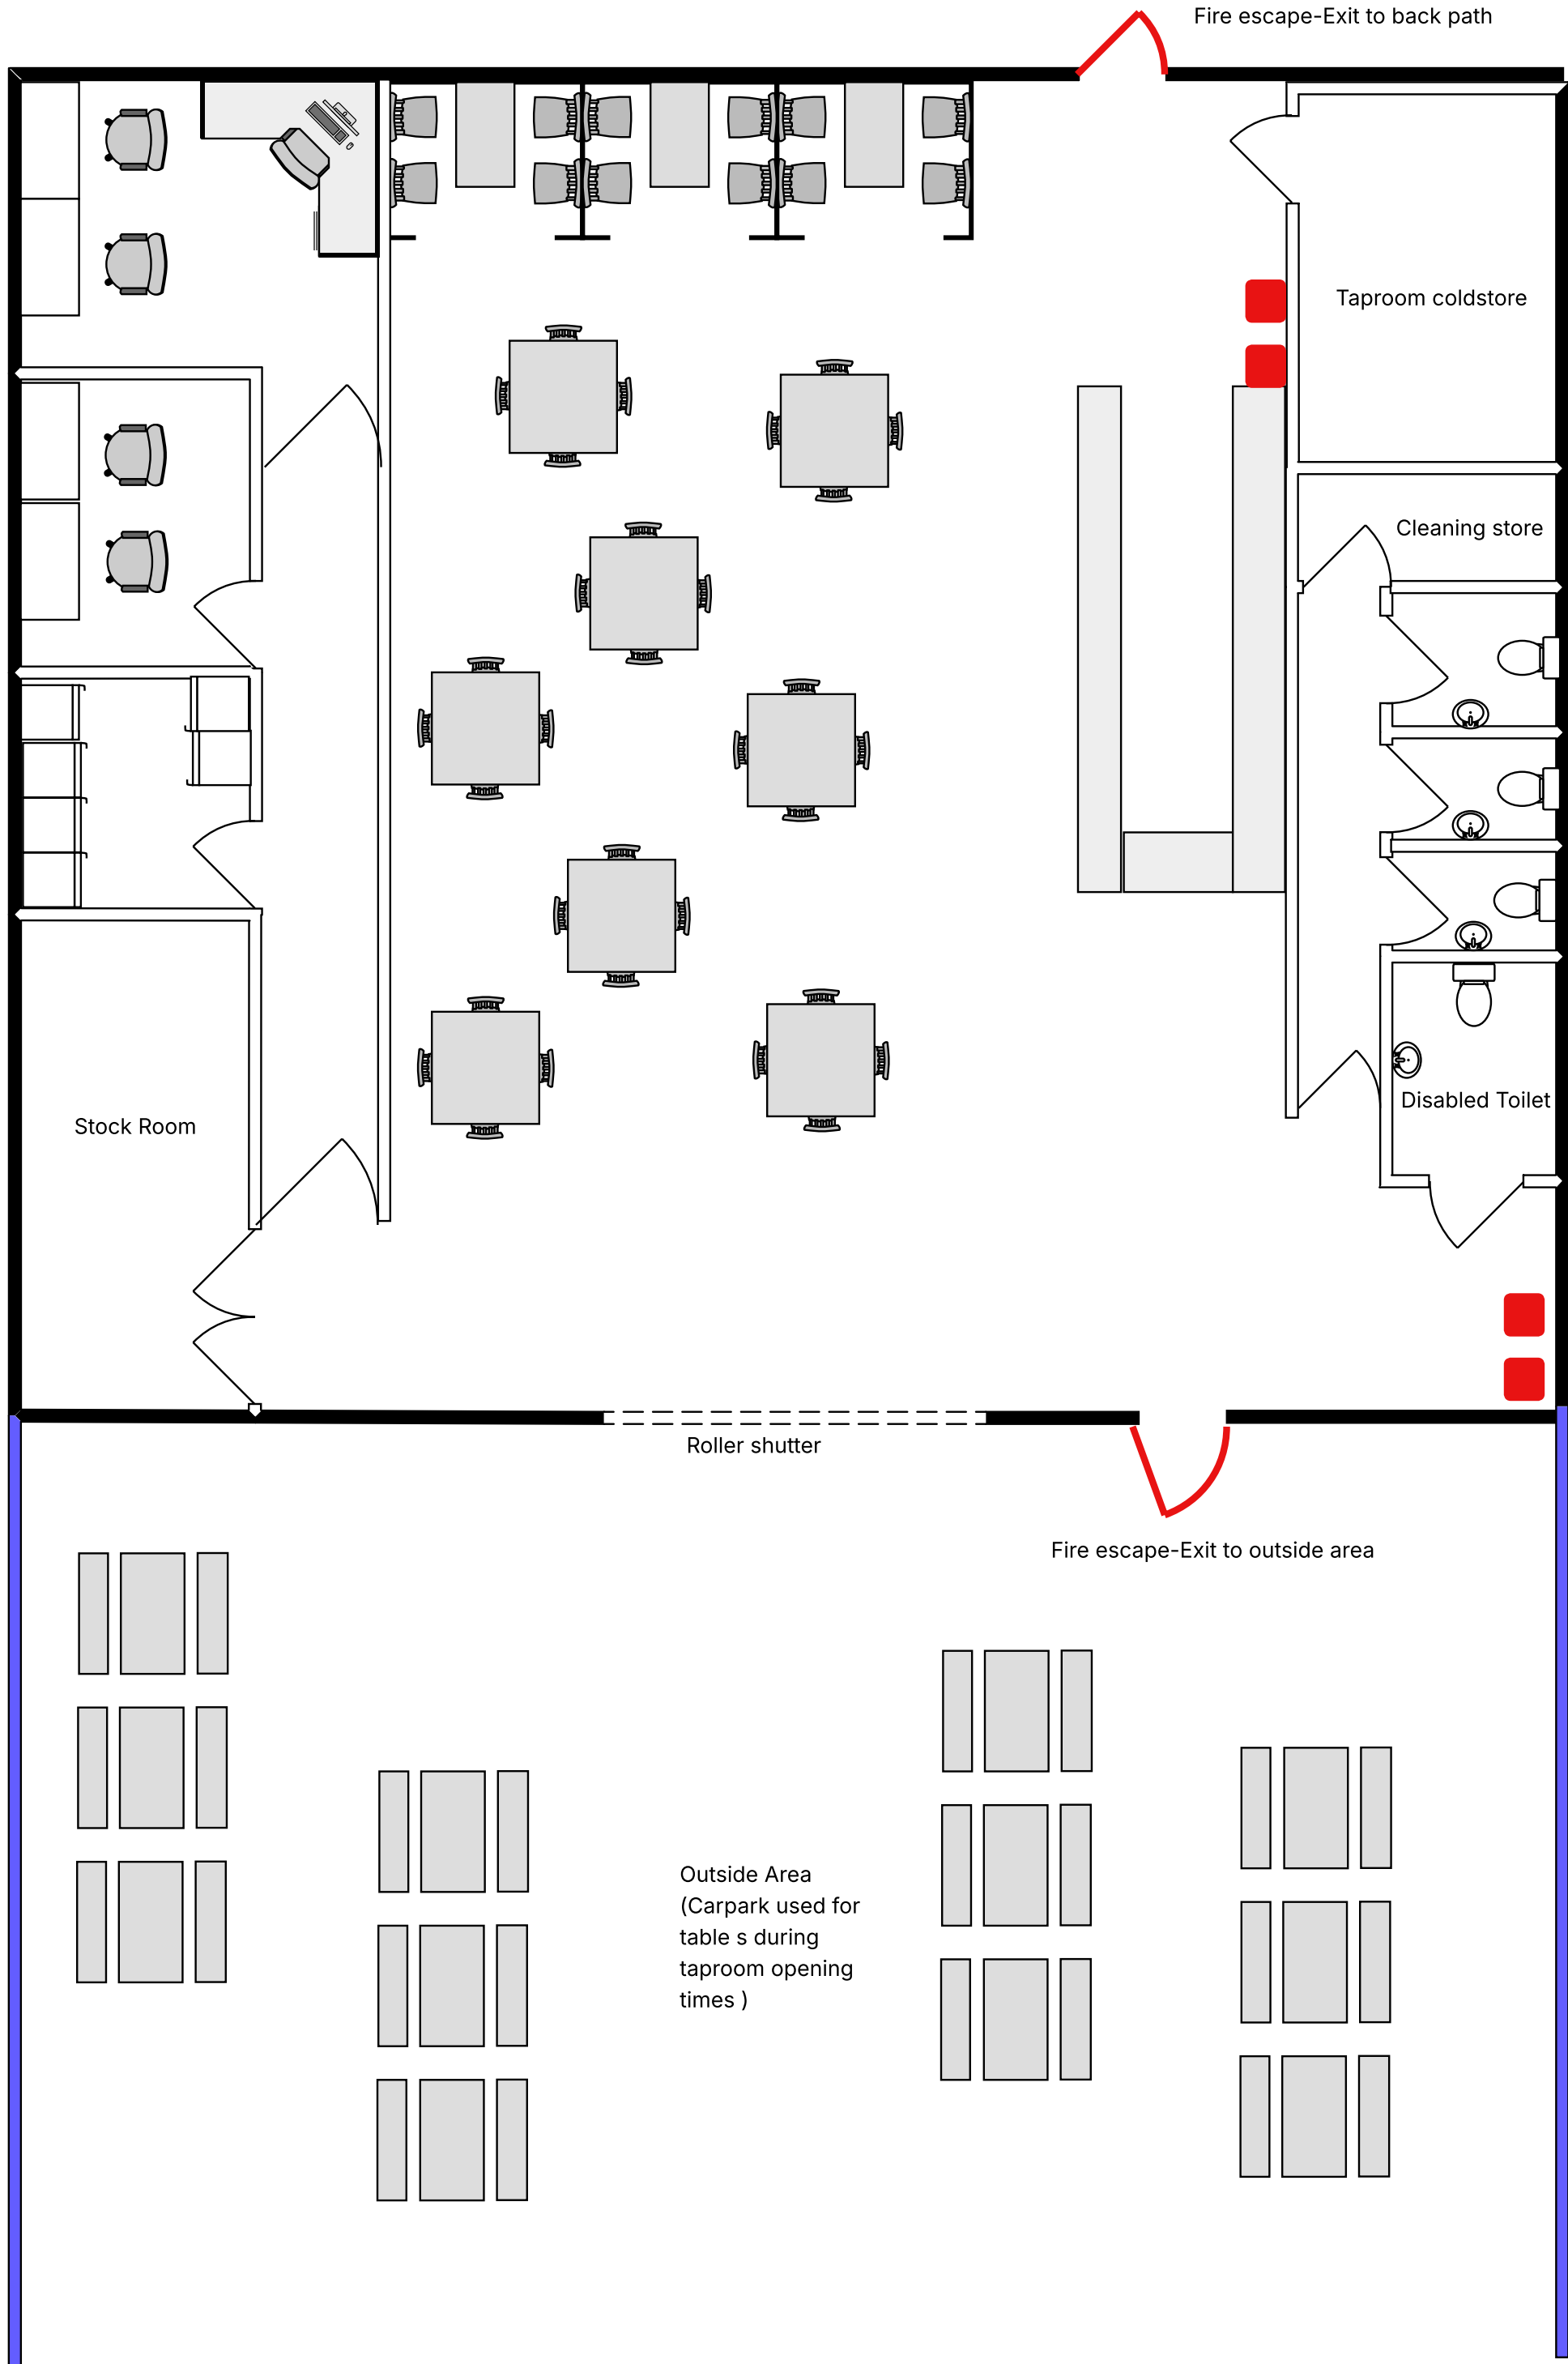 Fire escape-Exit to back path
Taproom coldstore
Cleaning store
Disabled Toilet
Stock Room
Roller shutter
Fire escape-Exit to outside area
Outside Area
(Carpark used for
table s during
taproom opening
times )